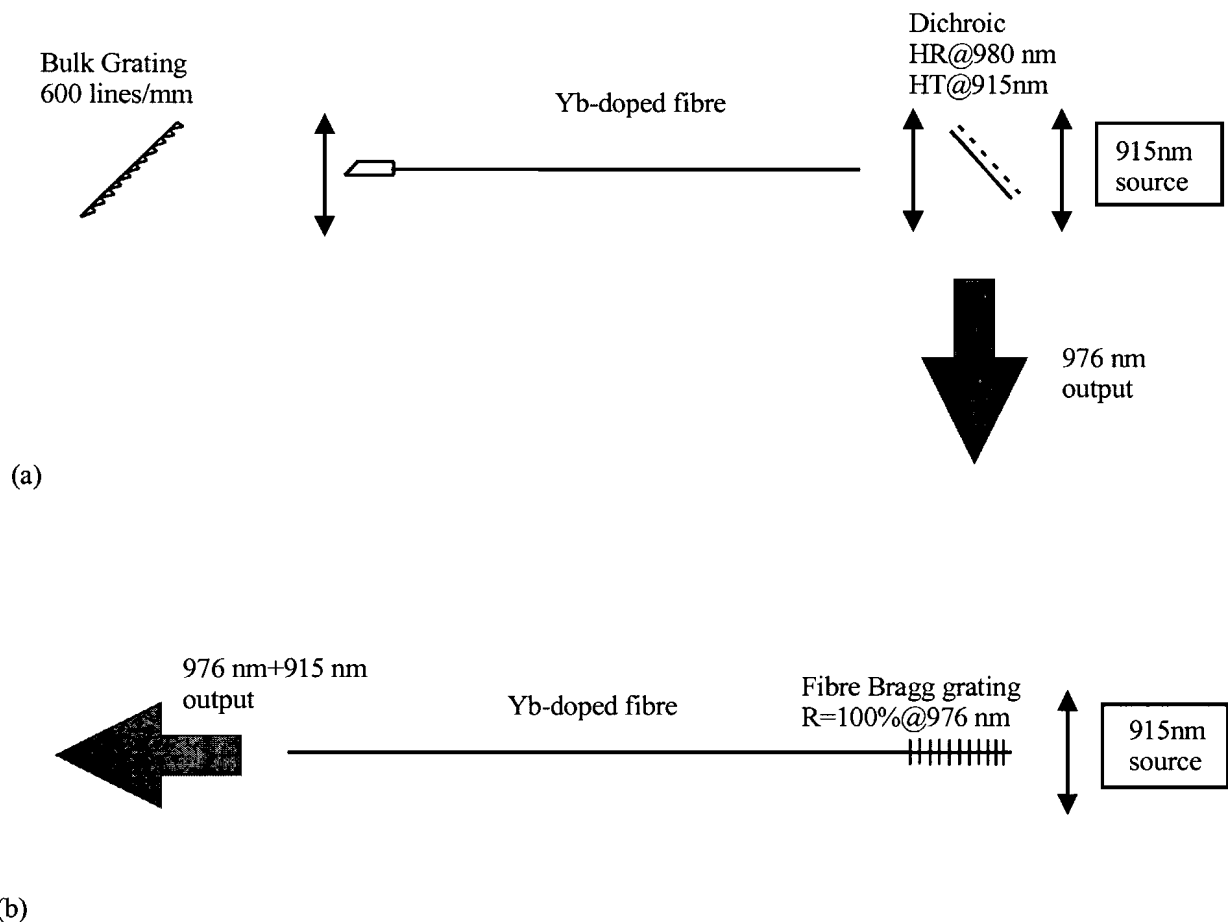 Bulk Grating
600 lines/mm
Yb-doped fibre
Dichroic
HR@980 nm
HT@915nm
915nm
source
976 nm
output
(a)
976 nm+915 nm
output
Yb-doped fibre
Fibre Bragg grating
R=100%@976 nm
915nm
source
(b)